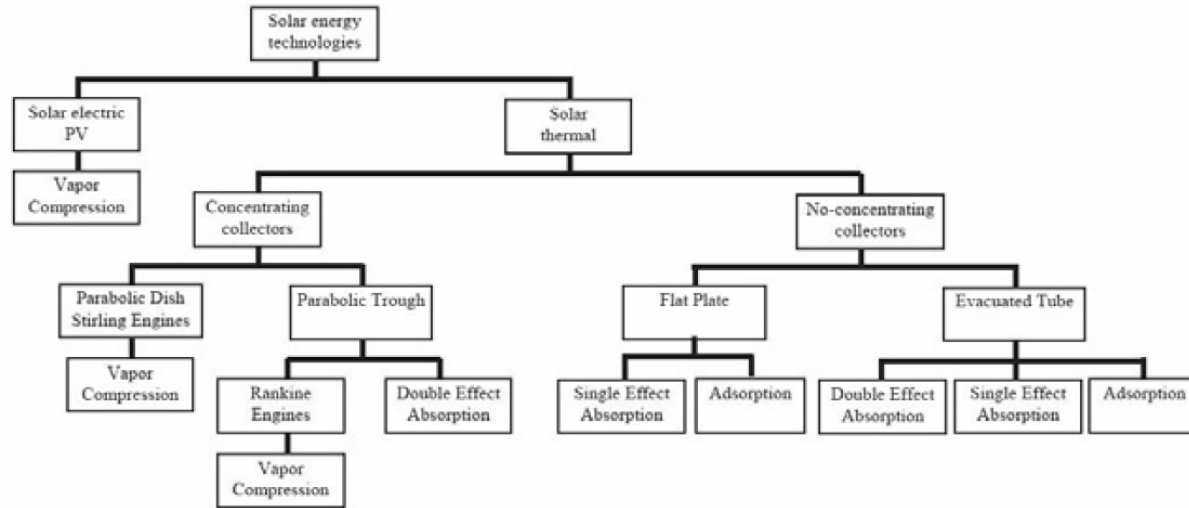 Solar energy
technologies
Solar electric
PV
Solar
thermal
Vapor
Compression
Concentrating
collectors
No-concentrating
collectors
Parabolic Dish
Stirling Engines
Parabolic Trough
Flat Plate
Evacuated Tube
Vapor
Compression
Rankine
Engines
Double Effect
Absorption
Single Effect
Absorption
Adsorption
Double Effect
Absorption
Single Effect
Absorption
Adsorption
Vapor
Compression